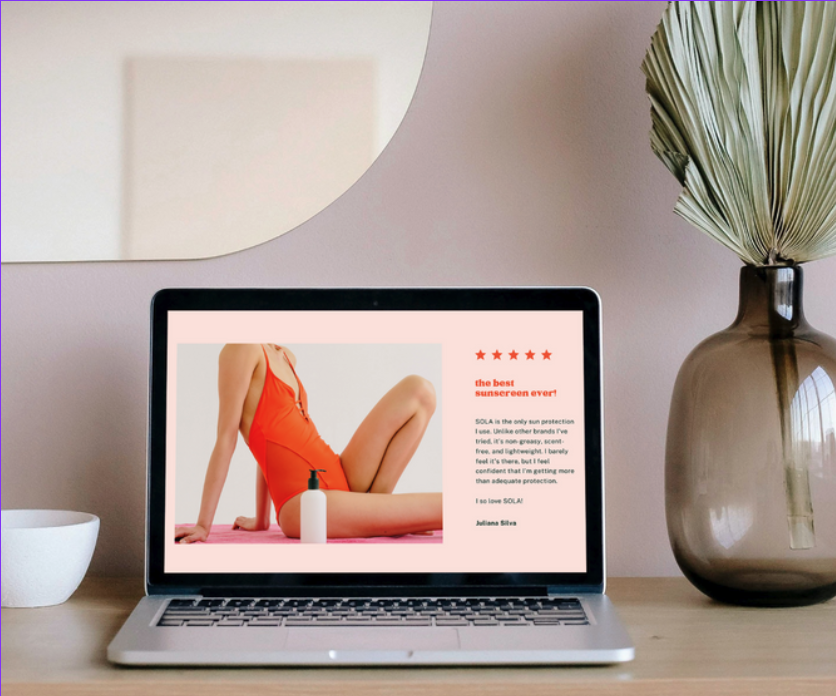 the best
sunscreen ever!
SOLA is the only sun protection
I use. Unlike other brands I've
tried, it's non-greasy, scent-
free, and lightweight. I barely
feel it's there, but I feel
confident that I'm getting more
than adequate protection.
I so love SOLA!
Juliana Silva